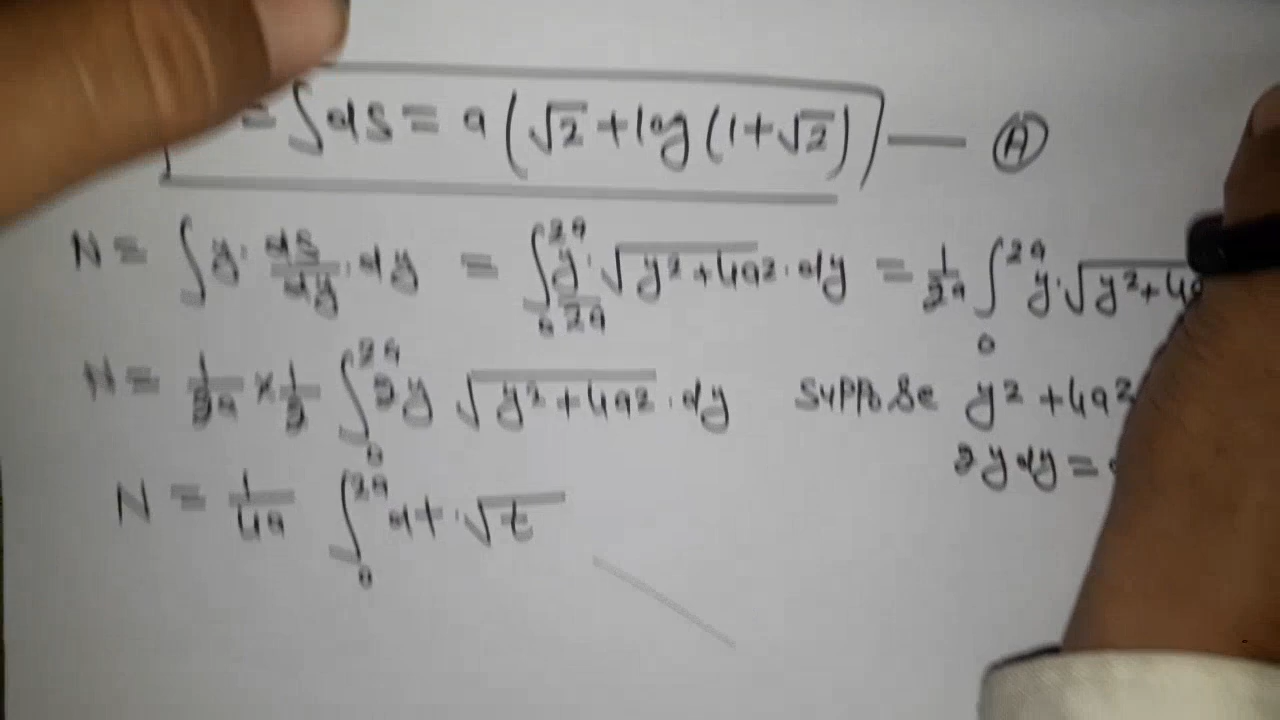 = ∫ds = a (√2 + log (1+√2)) — Ⓐ
N = ∫y. ds/dy . dy = ∫₀²ᵃ y/2a . √y²+4a² . dy = 1/2a ∫₀²ᵃ y.√y²+4a
N = 1/2a × 1/2 ∫₀²ᵃ 2y √y²+4a² . dy suppose y² + 4a²
2y dy =
N = 1/4a ∫₀²ᵃ dt . √t